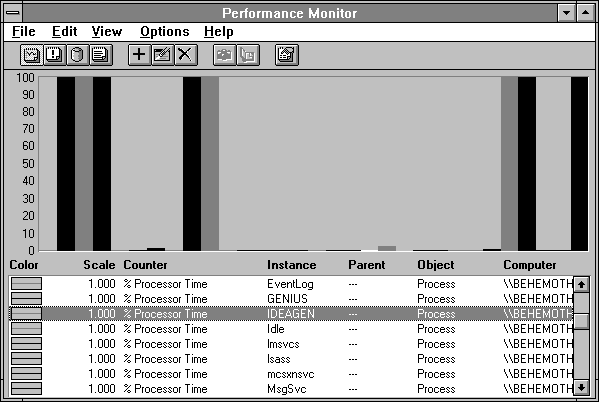 Performance Monitor
File Edit View Options Help
100
90
80
70
60
50
40
30
20
10
0
Color Scale Counter Instance Parent Object Computer
1.000 % Processor Time EventLog --- Process \\BEHEMOTH
1.000 % Processor Time GENIUS --- Process \\BEHEMOTH
1.000 % Processor Time IDEAGEN --- Process \\BEHEMOTH
1.000 % Processor Time Idle --- Process \\BEHEMOTH
1.000 % Processor Time lmsvcs --- Process \\BEHEMOTH
1.000 % Processor Time lsass --- Process \\BEHEMOTH
1.000 % Processor Time mcsxnsvc --- Process \\BEHEMOTH
1.000 % Processor Time MsgSvc --- Process \\BEHEMOTH